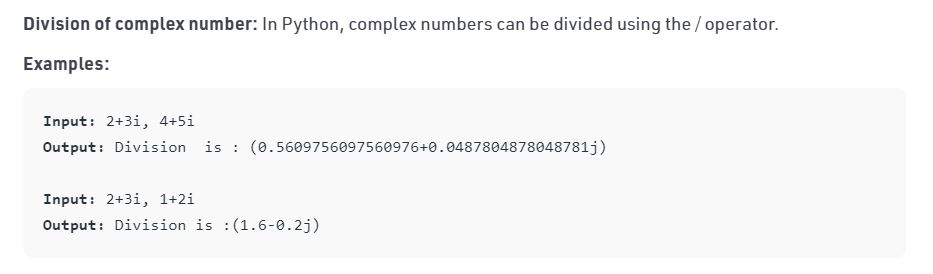 Division of complex number: In Python, complex numbers can be divided using the / operator.
Examples:
Input: 2+3i, 4+5i
Output: Division  is : (0.5609756097560976+0.0487804878048781j)
Input: 2+3i, 1+2i
Output: Division is :(1.6-0.2j)